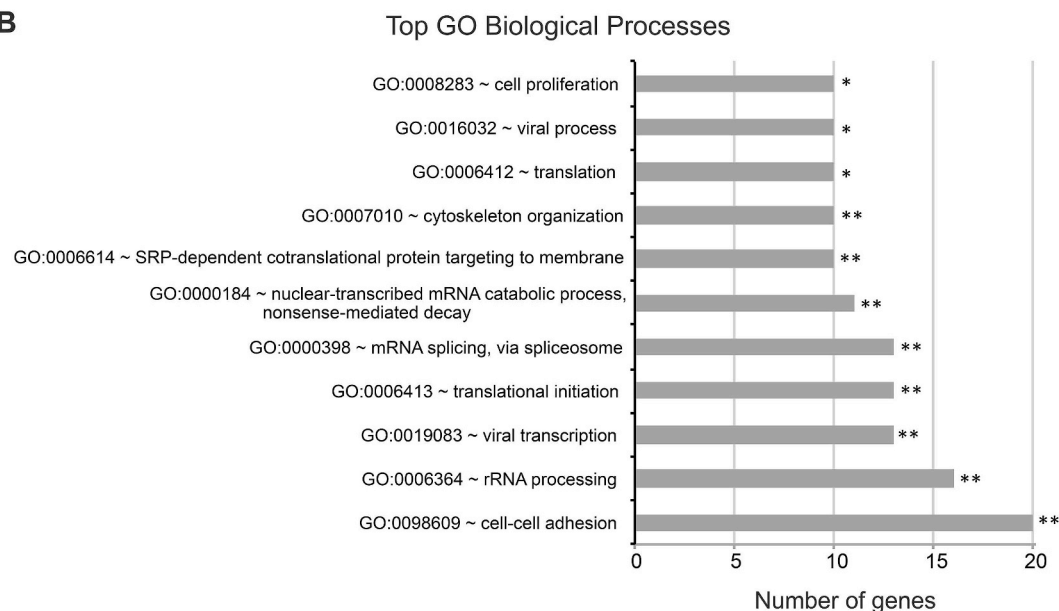 B
Top GO Biological Processes
GO:0008283 ~ cell proliferation *
GO:0016032 ~ viral process *
GO:0006412 ~ translation *
GO:0007010 ~ cytoskeleton organization **
GO:0006614 ~ SRP-dependent cotranslational protein targeting to membrane **
GO:0000184 ~ nuclear-transcribed mRNA catabolic process,
nonsense-mediated decay **
GO:0000398 ~ mRNA splicing, via spliceosome **
GO:0006413 ~ translational initiation **
GO:0019083 ~ viral transcription **
GO:0006364 ~ rRNA processing **
GO:0098609 ~ cell-cell adhesion **
0 5 10 15 20
Number of genes